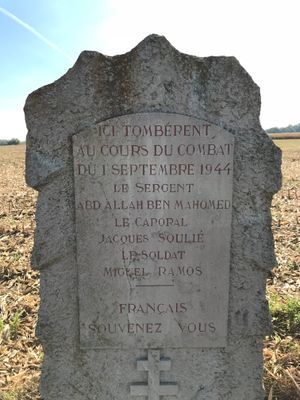 ICI TOMBÉRENT
AU COURS DU COMBAT
DU 1 SEPTEMBRE 1944
LE SERGENT
ABD ALLAH BEN MAHOMED
LE CAPORAL
JACQUES SOULIÉ
LE SOLDAT
MIGUEL RAMOS
FRANÇAIS
SOUVENEZ VOUS